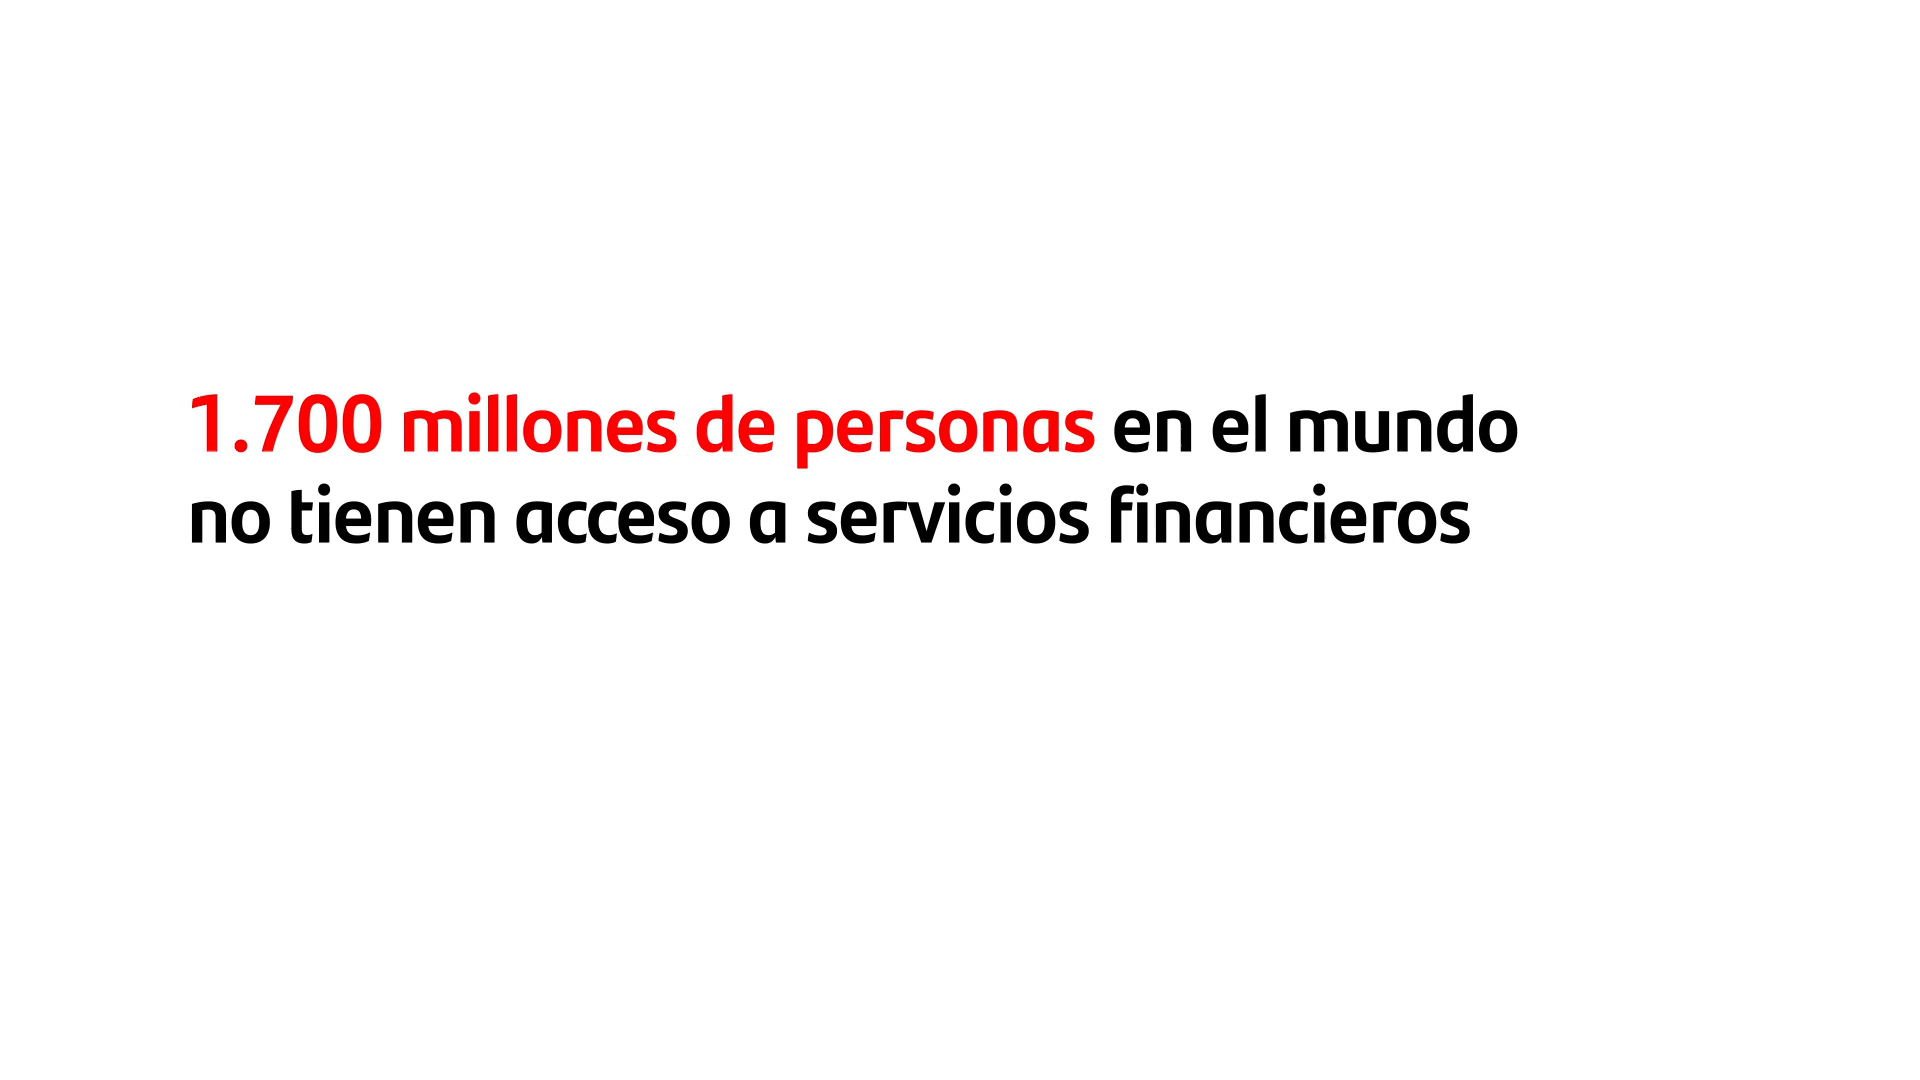 1.700 millones de personas en el mundo
no tienen acceso a servicios financieros